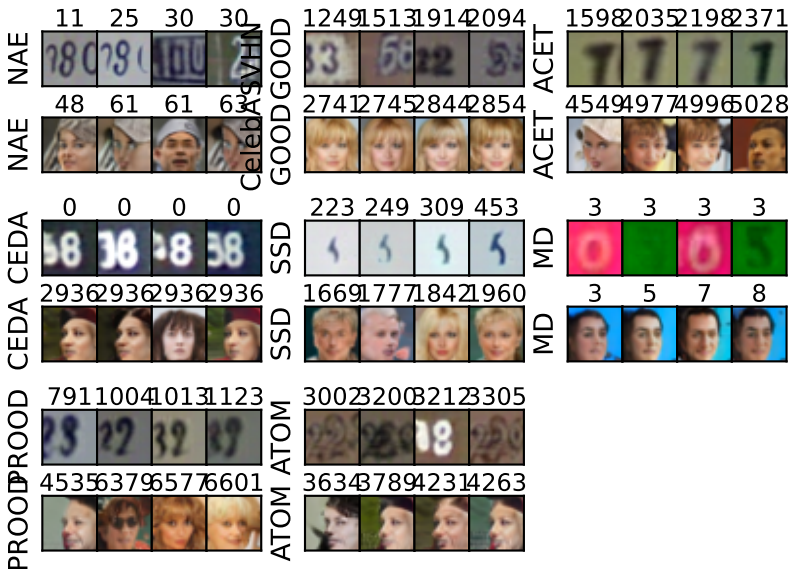 11 25 30 30 1249 1513 1914 2094 1598 2035 2198 2371
NAE SVHN GOOD ACET
48 61 61 63 2741 2745 2844 2854 4549 4977 4996 5028
NAE CelebA GOOD ACET
0 0 0 0 223 249 309 453 3 3 3 3
CEDA SSD MD
2936 2936 2936 2936 1669 1777 1842 1960 3 5 7 8
CEDA SSD MD
791 1004 1013 1123 3002 3200 3212 3305
PROOD ATOM
4535 6379 6577 6601 3634 3789 4231 4263
PROOD ATOM